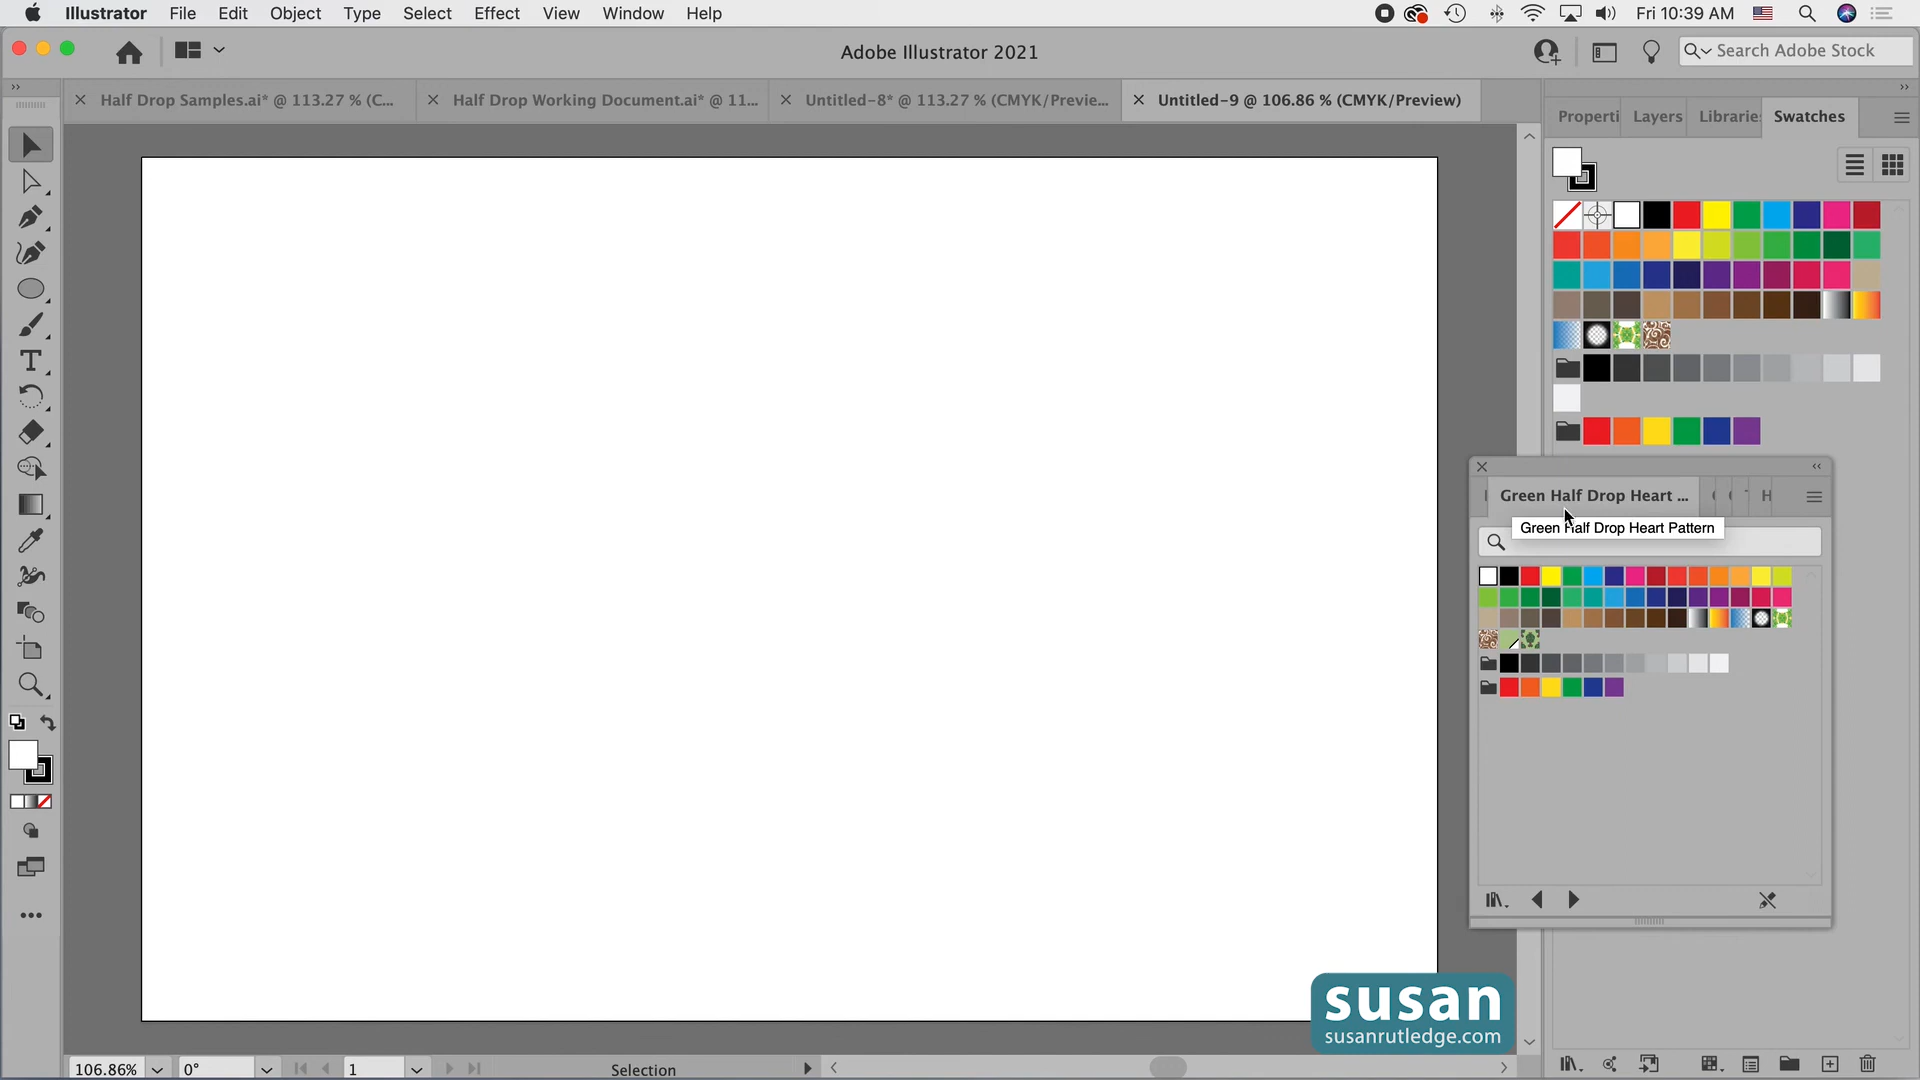 Illustrator File Edit Object Type Select Effect View Window Help
Fri 10:39 AM
Adobe Illustrator 2021
Search Adobe Stock
Half Drop Samples.ai* @ 113.27 % (C...
Half Drop Working Document.ai* @ 11...
Untitled-8* @ 113.27 % (CMYK/Previe...
Untitled-9 @ 106.86 % (CMYK/Preview)
Properti Layers Librarie Swatches
Green Half Drop Heart ...
H
Green Half Drop Heart Pattern
susan
susanrutledge.com
106.86%
0°
1
Selection